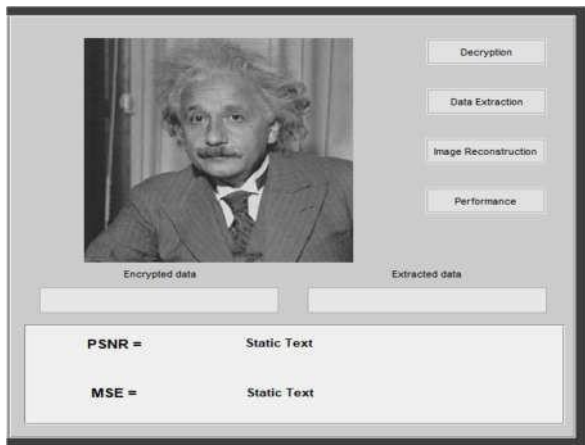 Decryption
Data Extraction
Image Reconstruction
Performance
Encrypted data
Extracted data
PSNR =
Static Text
MSE =
Static Text